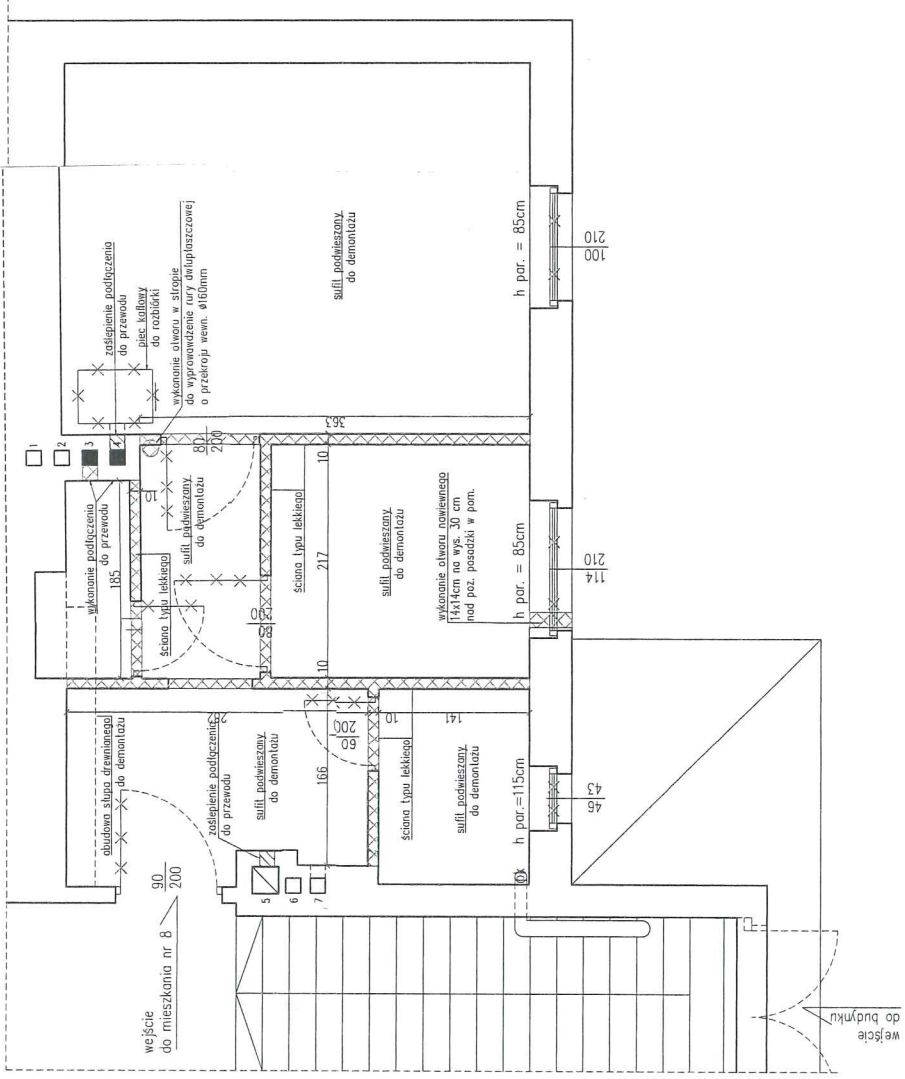 1
2
3
4
zaślepienie podłączenia
do przewodu
piec kaflowy
do rozbiórki
wykonanie otworu w stropie
do wyprowadzenie rury dwupłaszczowej
o przekroju wewn. ø160mm
sufit podwieszany
do demontażu
h par. = 85cm
100
210
wykonanie podłączenia
do przewodu
185
10
80
200
363
ściana typu lekkiego
sufit podwieszany
do demontażu
80
200
ściana typu lekkiego
10
217
10
sufit podwieszany
do demontażu
wykonanie otworu nawiewnego
14x14cm na wys. 30 cm
nad poz. posadzki w pom.
h par. = 85cm
114
210
obudowa słupa drewnianego
do demontażu
282
zaślepienie podłączenia
do przewodu
sufit podwieszany
do demontażu
166
60
200
10
141
ściana typu lekkiego
sufit podwieszany
do demontażu
h par.=115cm
46
43
5
6
7
90
200
wejście
do mieszkania nr 8
wejście
do budynku